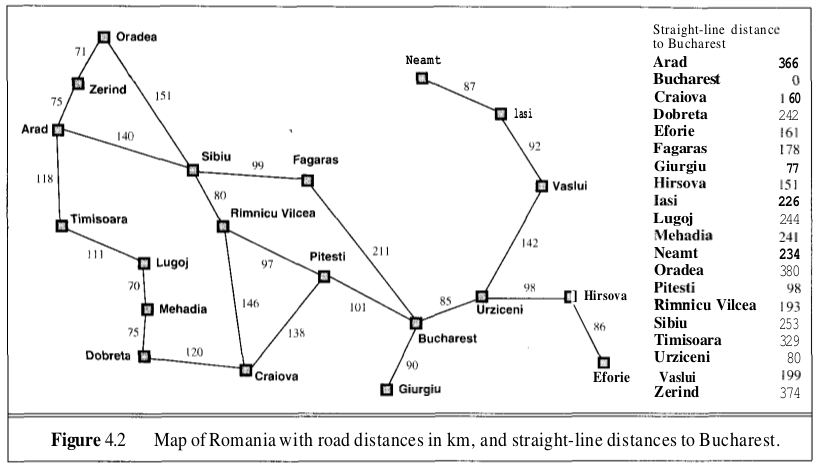 Oradea
71
Zerind
75
Arad
151
140
118
Sibiu
99
Fagaras
80
Rimnicu Vilcea
Timisoara
111
Lugoj
70
Mehadia
75
Dobreta
120
Craiova
146
97
Pitesti
138
101
211
Bucharest
90
Giurgiu
85
Urziceni
98
Hirsova
86
Eforie
142
Vaslui
92
Iasi
87
Neamt
Straight-line distance
to Bucharest
Arad 366
Bucharest 0
Craiova 160
Dobreta 242
Eforie 161
Fagaras 178
Giurgiu 77
Hirsova 151
Iasi 226
Lugoj 244
Mehadia 241
Neamt 234
Oradea 380
Pitesti 98
Rimnicu Vilcea 193
Sibiu 253
Timisoara 329
Urziceni 80
Vaslui 199
Zerind 374
Figure 4.2 Map of Romania with road distances in km, and straight-line distances to Bucharest.